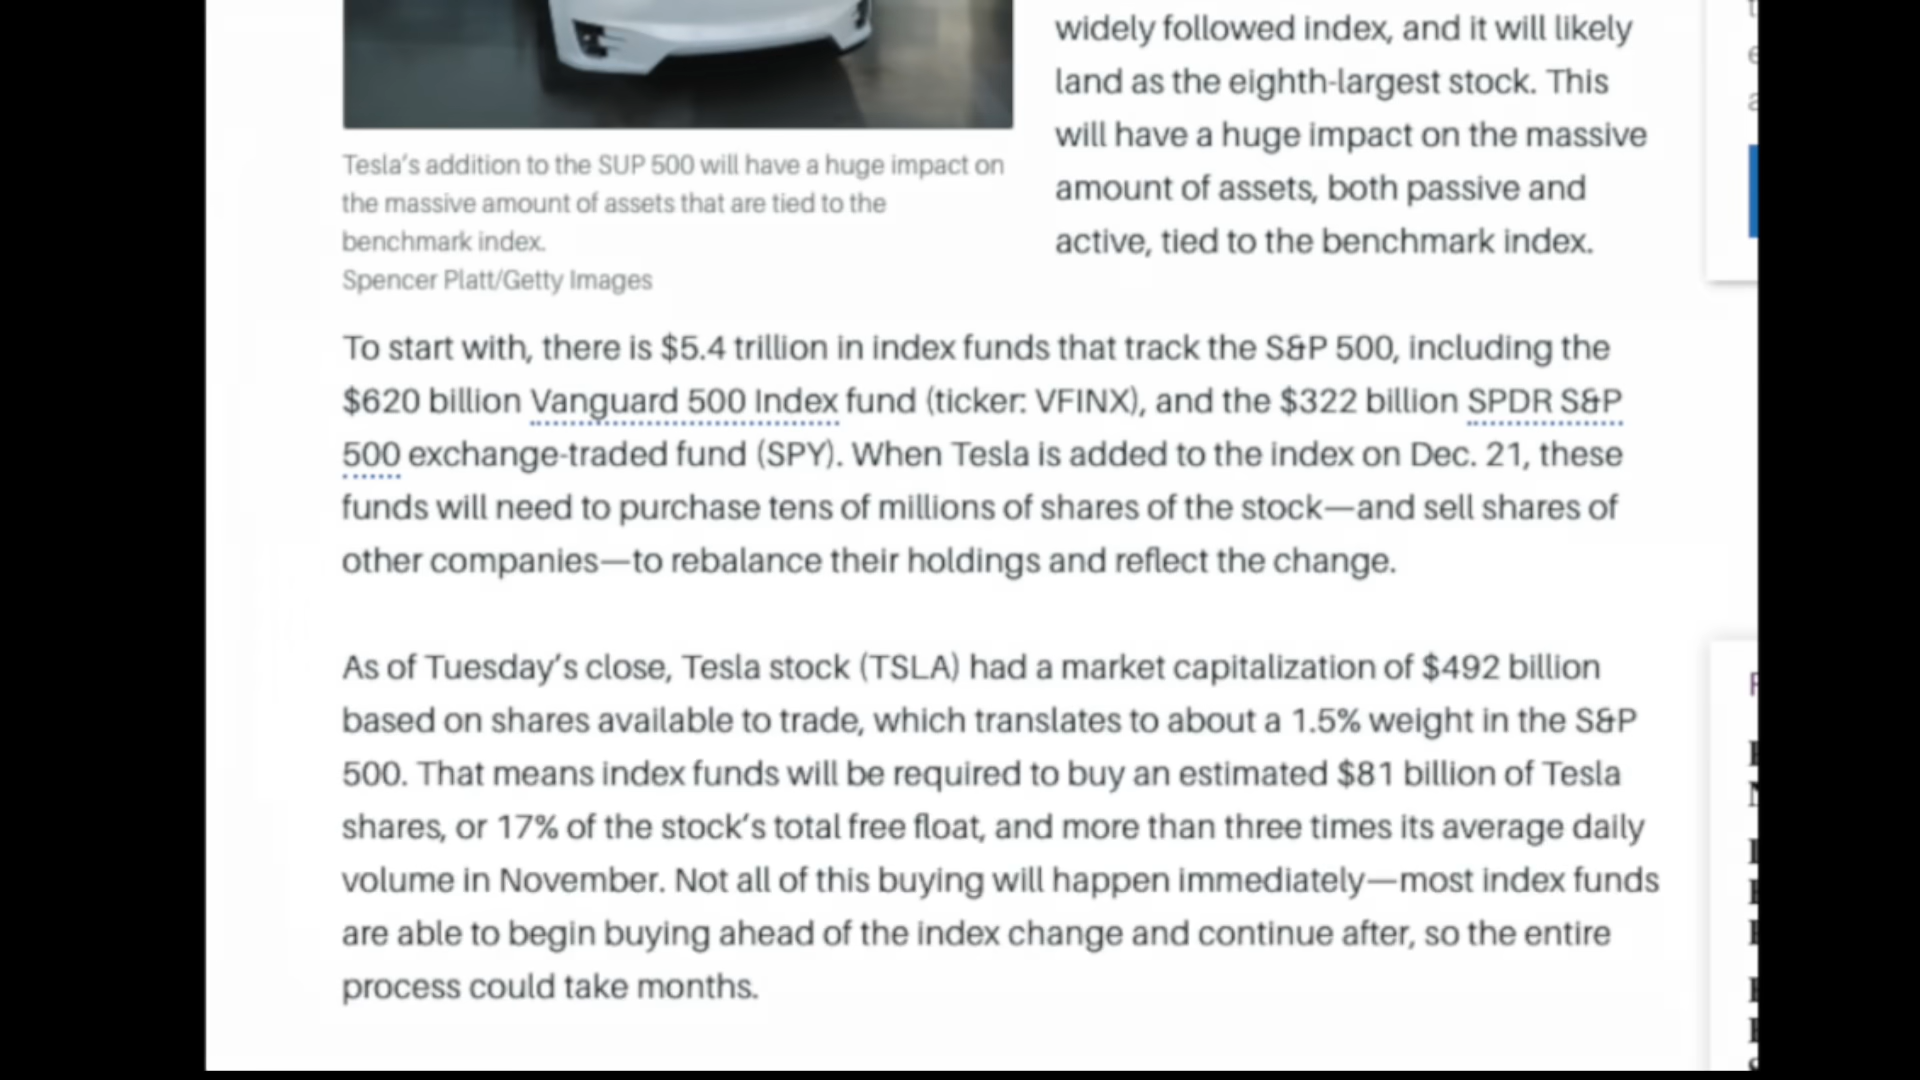 widely followed index, and it will likely
land as the eighth-largest stock. This
will have a huge impact on the massive
amount of assets, both passive and
active, tied to the benchmark index.
Tesla's addition to the SUP 500 will have a huge impact on
the massive amount of assets that are tied to the
benchmark index.
Spencer Platt/Getty Images
To start with, there is $5.4 trillion in index funds that track the S&P 500, including the
$620 billion Vanguard 500 Index fund (ticker: VFINX), and the $322 billion SPDR S&P
500 exchange-traded fund (SPY). When Tesla is added to the index on Dec. 21, these
funds will need to purchase tens of millions of shares of the stock—and sell shares of
other companies—to rebalance their holdings and reflect the change.
As of Tuesday's close, Tesla stock (TSLA) had a market capitalization of $492 billion
based on shares available to trade, which translates to about a 1.5% weight in the S&P
500. That means index funds will be required to buy an estimated $81 billion of Tesla
shares, or 17% of the stock's total free float, and more than three times its average daily
volume in November. Not all of this buying will happen immediately—most index funds
are able to begin buying ahead of the index change and continue after, so the entire
process could take months.